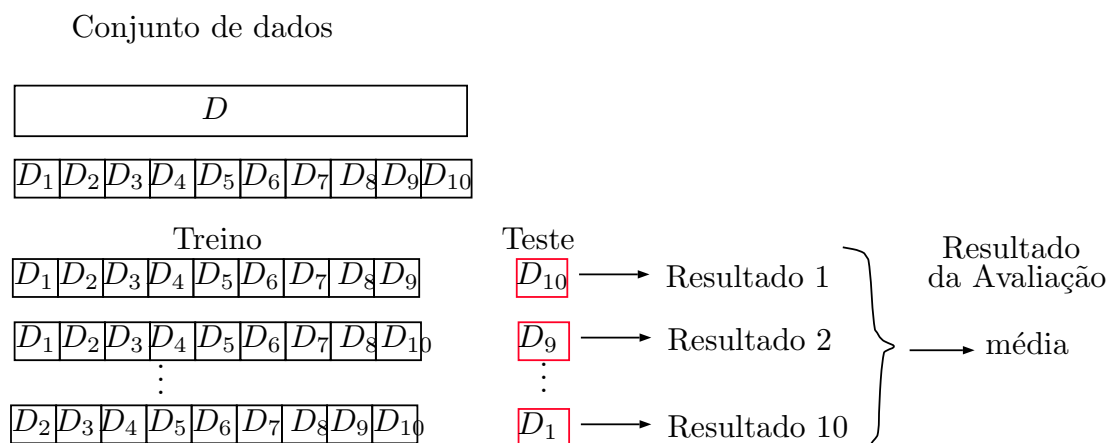 Conjunto de dados
D
D₁ D₂ D₃ D₄ D₅ D₆ D₇ D₈ D₉ D₁₀
Treino Teste
D₁ D₂ D₃ D₄ D₅ D₆ D₇ D₈ D₉ D₁₀ Resultado 1
D₁ D₂ D₃ D₄ D₅ D₆ D₇ D₈ D₁₀ D₉ Resultado 2
⋮ ⋮
D₂ D₃ D₄ D₅ D₆ D₇ D₈ D₉ D₁₀ D₁ Resultado 10
Resultado
da Avaliação
média